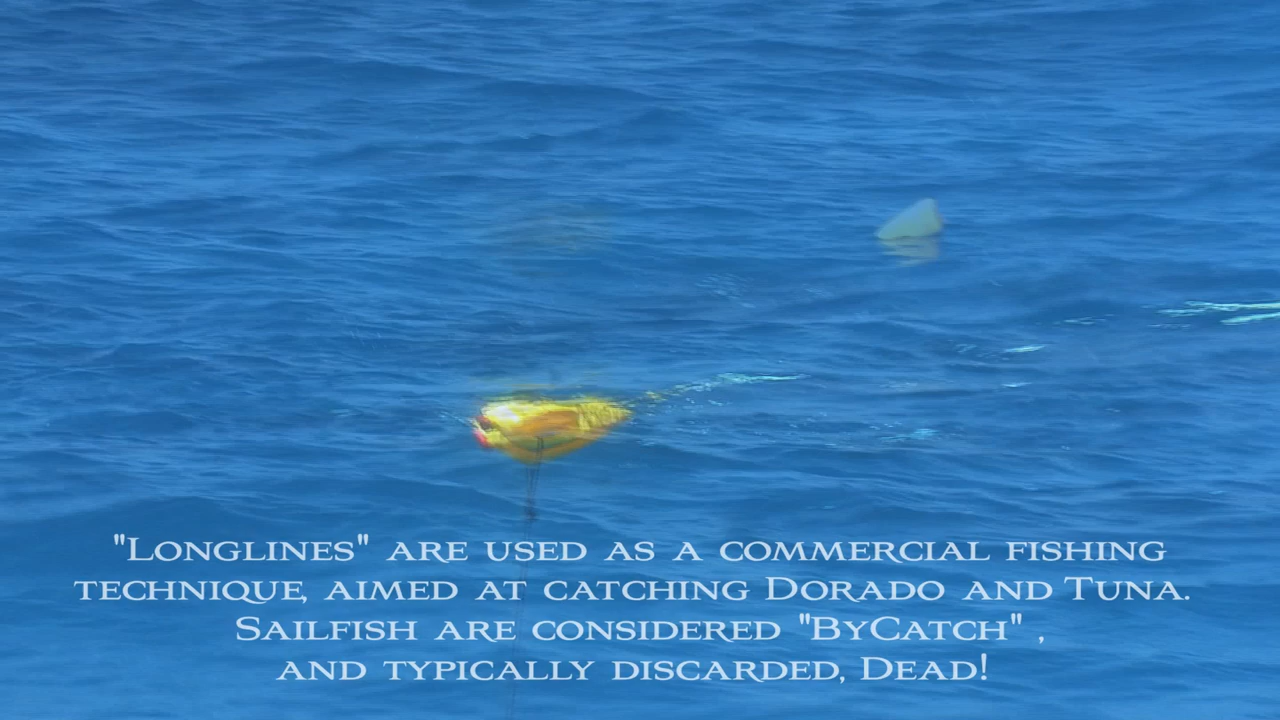 "Longlines" are used as a commercial fishing
technique, aimed at catching Dorado and Tuna.
Sailfish are considered "ByCatch" ,
and typically discarded, Dead!